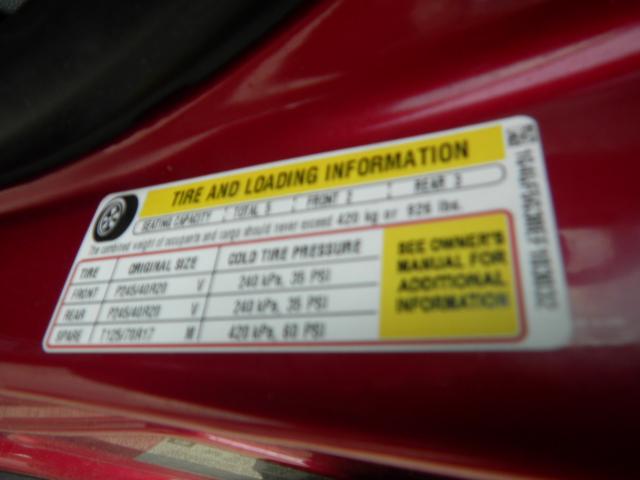 TIRE AND LOADING INFORMATION
SEATING CAPACITY TOTAL 5 FRONT 2 REAR 3
The combined weight of occupants and cargo should never exceed 420 kg or 926 lbs.
TIRE ORIGINAL SIZE COLD TIRE PRESSURE
FRONT P245/40R20 V 240 kPa, 35 PSI
REAR P245/40R20 V 240 kPa, 35 PSI
SPARE T125/70R17 M 420 kPa, 60 PSI
SEE OWNER'S
MANUAL FOR
ADDITIONAL
INFORMATION